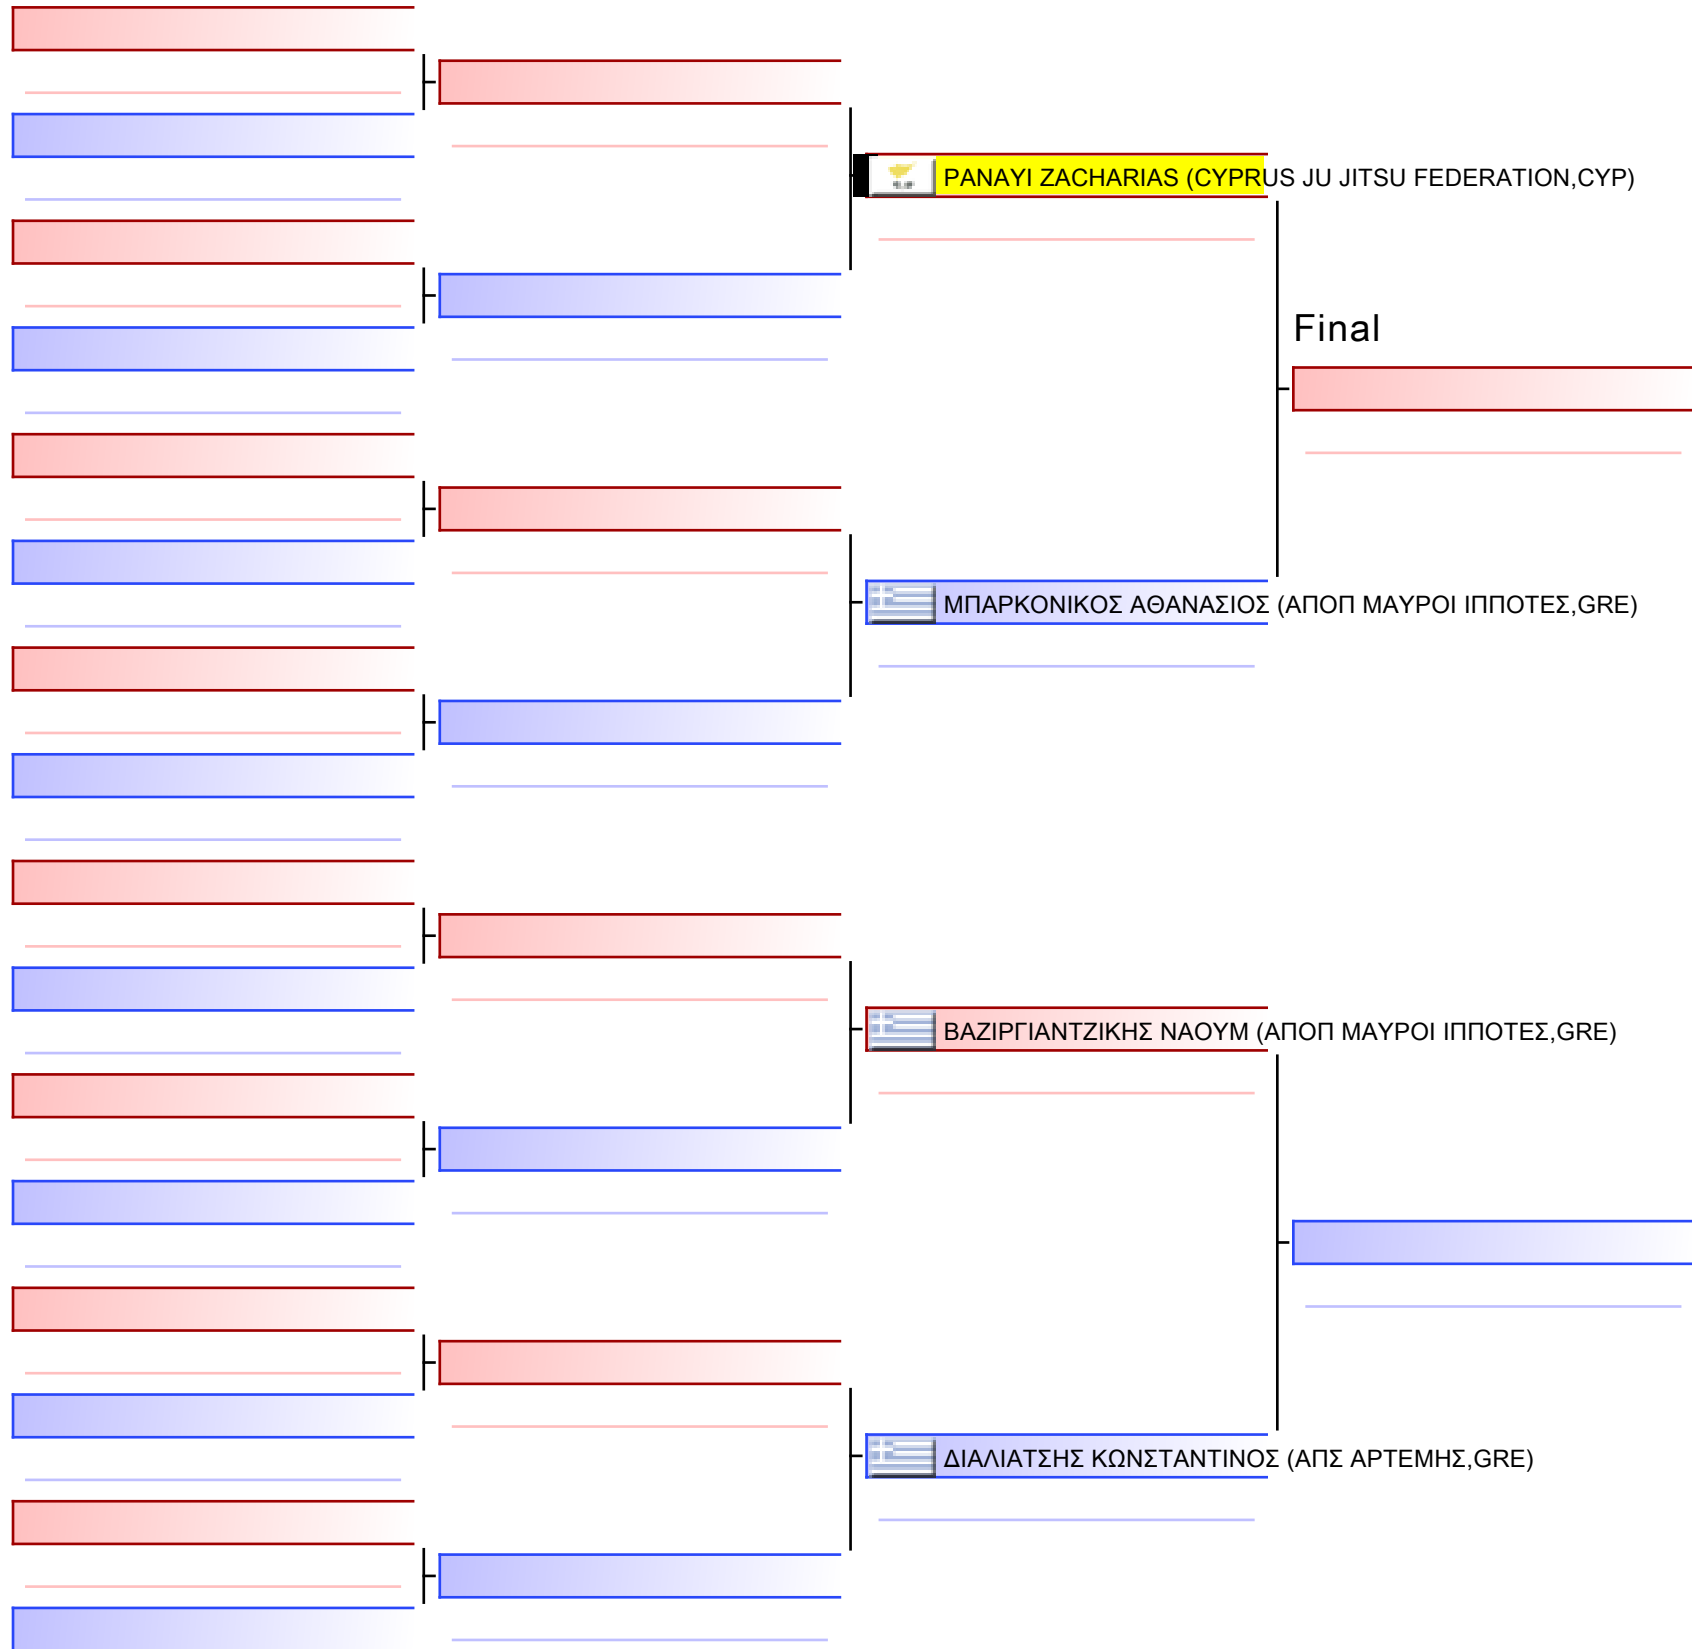 PANAYI ZACHARIAS (CYPRUS JU JITSU FEDERATION,CYP)
Final
ΜΠΑΡΚΟΝΙΚΟΣ ΑΘΑΝΑΣΙΟΣ (ΑΠΟΠ ΜΑΥΡΟΙ ΙΠΠΟΤΕΣ,GRE)
ΒΑΖΙΡΓΙΑΝΤΖΙΚΗΣ ΝΑΟΥΜ (ΑΠΟΠ ΜΑΥΡΟΙ ΙΠΠΟΤΕΣ,GRE)
ΔΙΑΛΙΑΤΣΗΣ ΚΩΝΣΤΑΝΤΙΝΟΣ (ΑΠΣ ΑΡΤΕΜΗΣ,GRE)